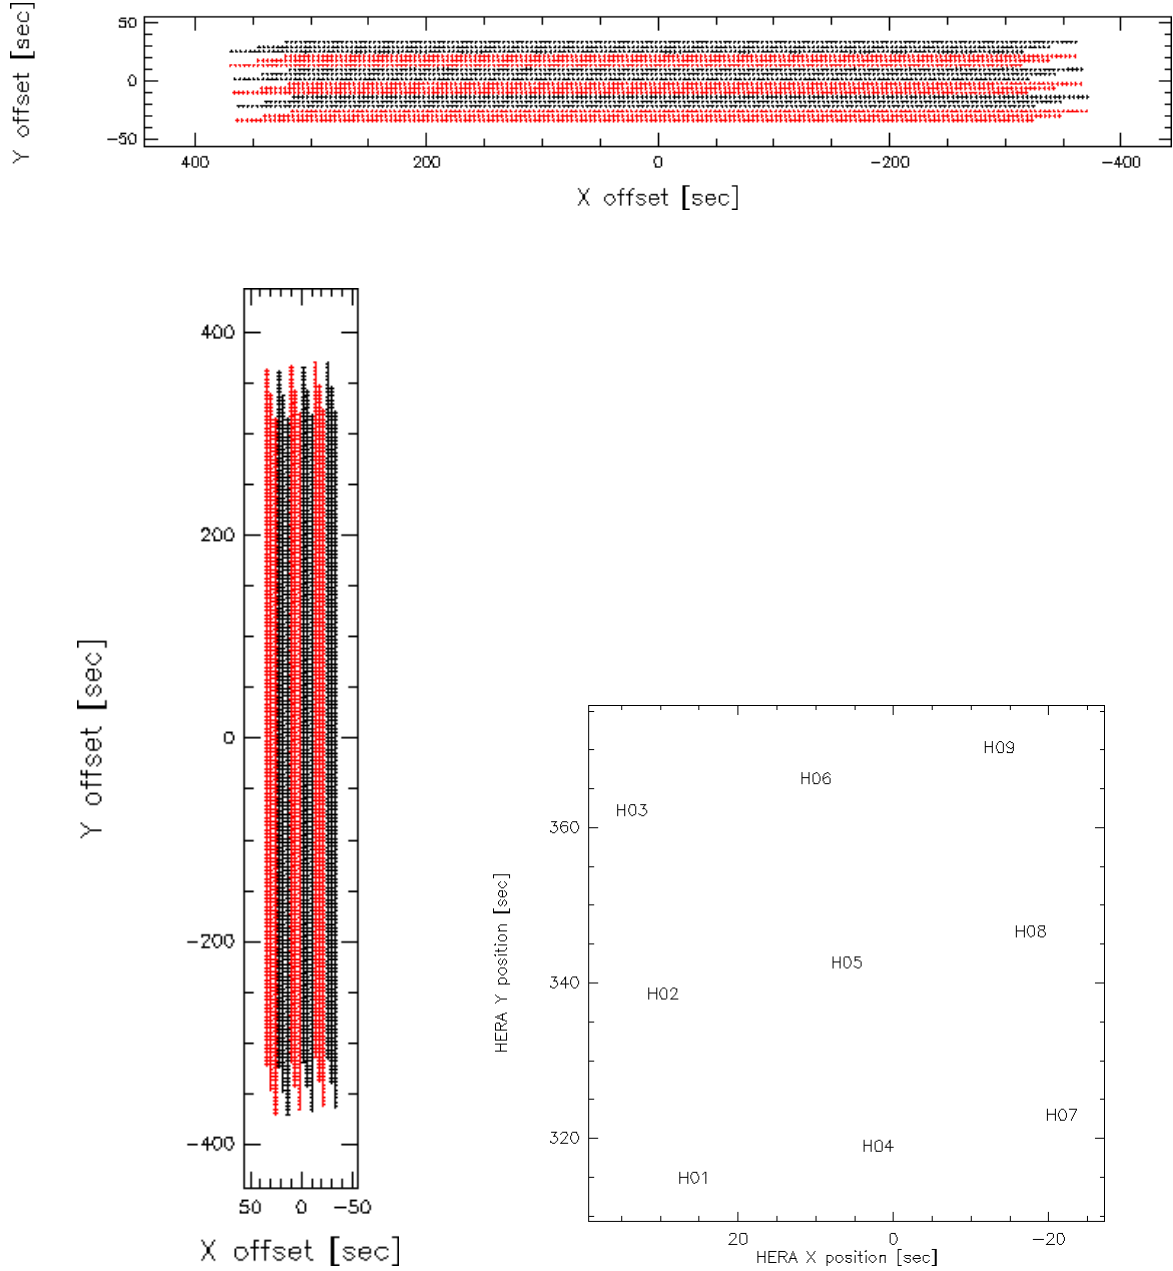 Y offset [sec]
50
0
−50
400
200
0
−200
−400
X offset [sec]
Y offset [sec]
400
200
0
−200
−400
50 0 −50
X offset [sec]
HERA Y position [sec]
H09
H06
H03
360
H08
H05
340
H02
H07
320
H04
H01
20 0 −20
HERA X position [sec]